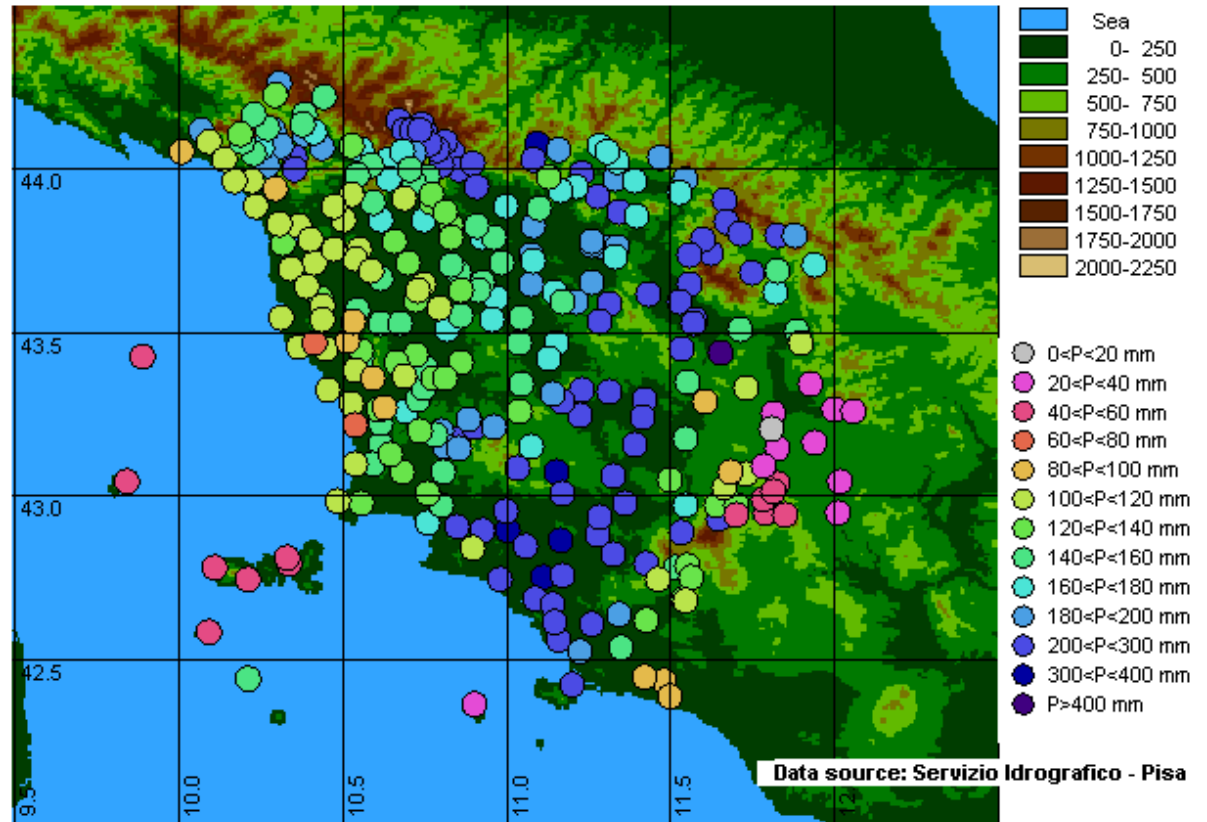 Sea
0- 250
250- 500
500- 750
750-1000
1000-1250
1250-1500
1500-1750
1750-2000
2000-2250
0<P<20 mm
20<P<40 mm
40<P<60 mm
60<P<80 mm
80<P<100 mm
100<P<120 mm
120<P<140 mm
140<P<160 mm
160<P<180 mm
180<P<200 mm
200<P<300 mm
300<P<400 mm
P>400 mm
44.0
43.5
43.0
42.5
9.5
10.0
10.5
11.0
11.5
Data source: Servizio Idrografico - Pisa